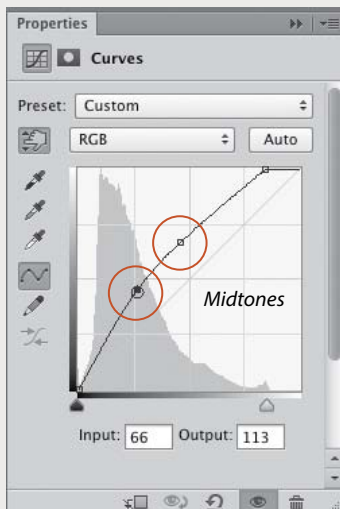 Properties
Curves
Preset: Custom
RGB Auto
Midtones
Input: 66 Output: 113